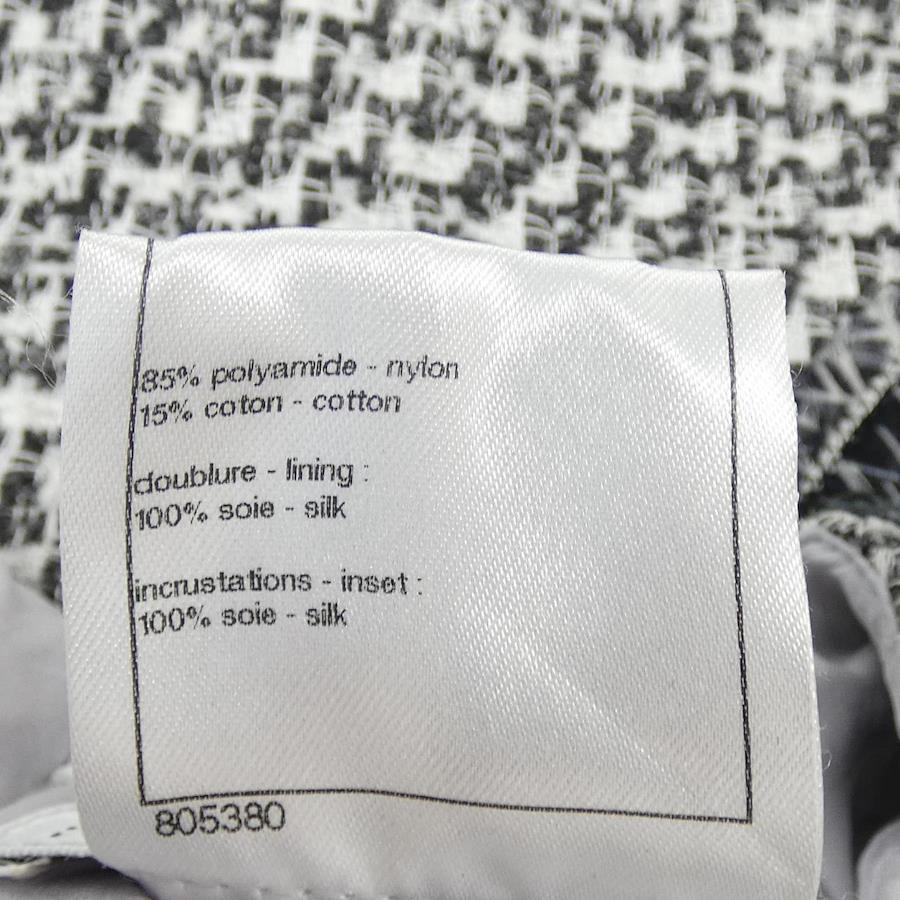 85% polyamide - nylon
15% coton - cotton
doublure - lining :
100% soie - silk
incrustations - inset :
100% soie - silk
805380